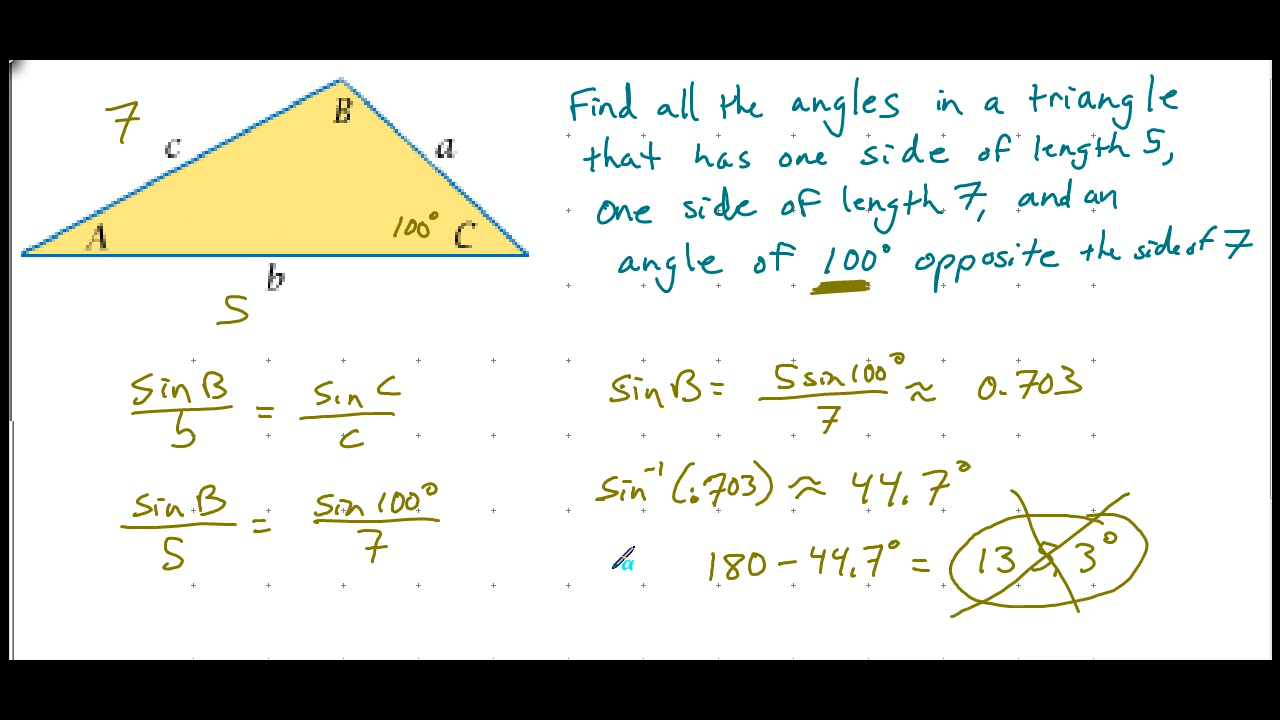 7
c
B
a
A
100°
C
b
5
Find all the angles in a triangle
that has one side of length 5,
one side of length 7, and an
angle of 100° opposite the side of 7
sin B / b = sin C / c
sin B / 5 = sin 100° / 7
sin B = 5 sin 100° / 7 ≈ 0.703
sin⁻¹(.703) ≈ 44.7°
180 - 44.7° = 135.3°
a